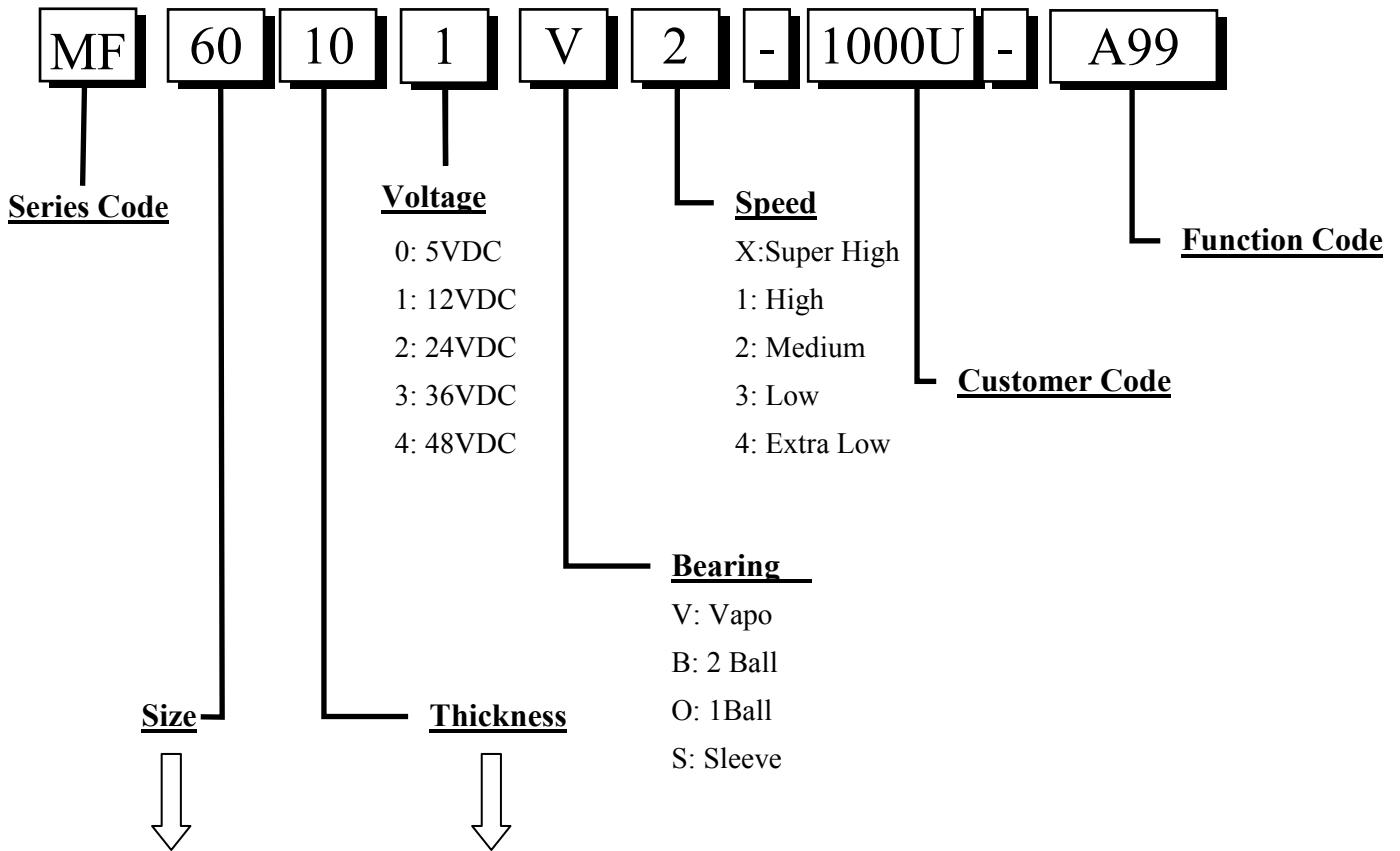 MF 60 10 1 V 2 - 1000U - A99
Series Code
Voltage
0: 5VDC
1: 12VDC
2: 24VDC
3: 36VDC
4: 48VDC
Speed
X:Super High
1: High
2: Medium
3: Low
4: Extra Low
Function Code
Customer Code
Bearing
V: Vapo
B: 2 Ball
O: 1Ball
S: Sleeve
Size
Thickness